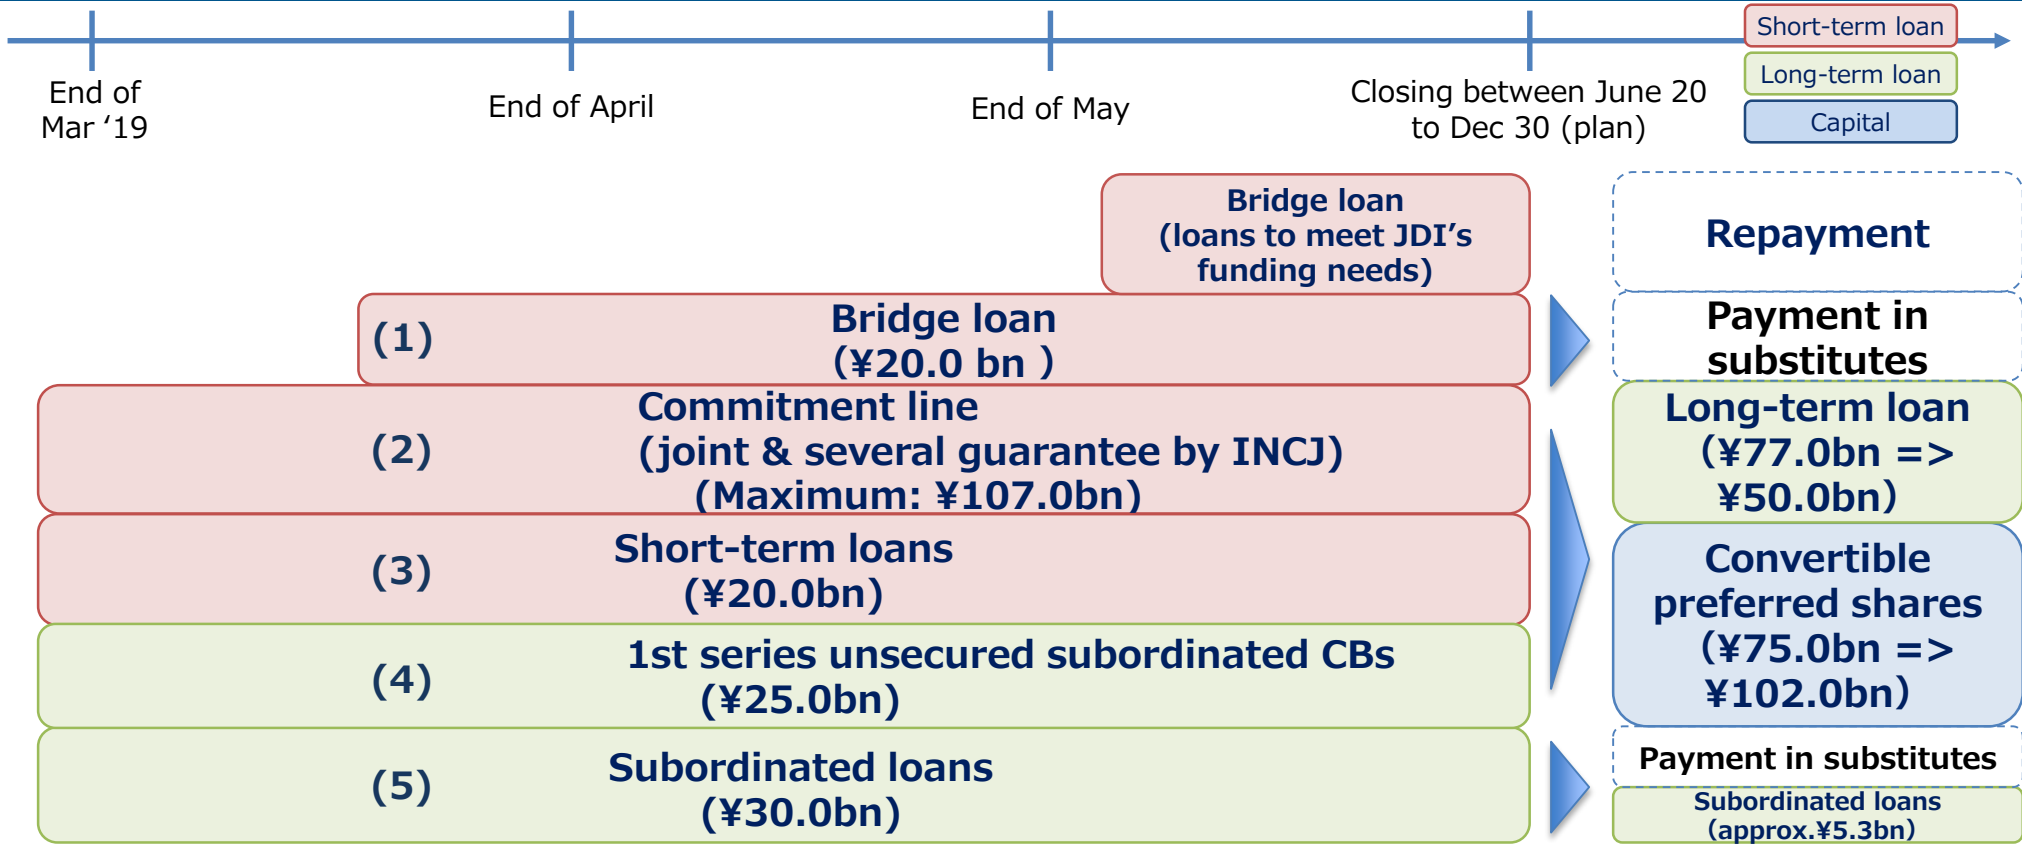 Short-term loan
Long-term loan
Capital
End of
Mar ‘19
End of April
End of May
Closing between June 20
to Dec 30 (plan)
Bridge loan
(loans to meet JDI’s
funding needs)
Repayment
(1)
Bridge loan
(¥20.0 bn )
Payment in
substitutes
(2)
Commitment line
(joint & several guarantee by INCJ)
(Maximum: ¥107.0bn)
Long-term loan
(¥77.0bn =>
¥50.0bn)
(3)
Short-term loans
(¥20.0bn)
Convertible
preferred shares
(¥75.0bn =>
¥102.0bn)
(4)
1st series unsecured subordinated CBs
(¥25.0bn)
(5)
Subordinated loans
(¥30.0bn)
Payment in substitutes
Subordinated loans
(approx.¥5.3bn)